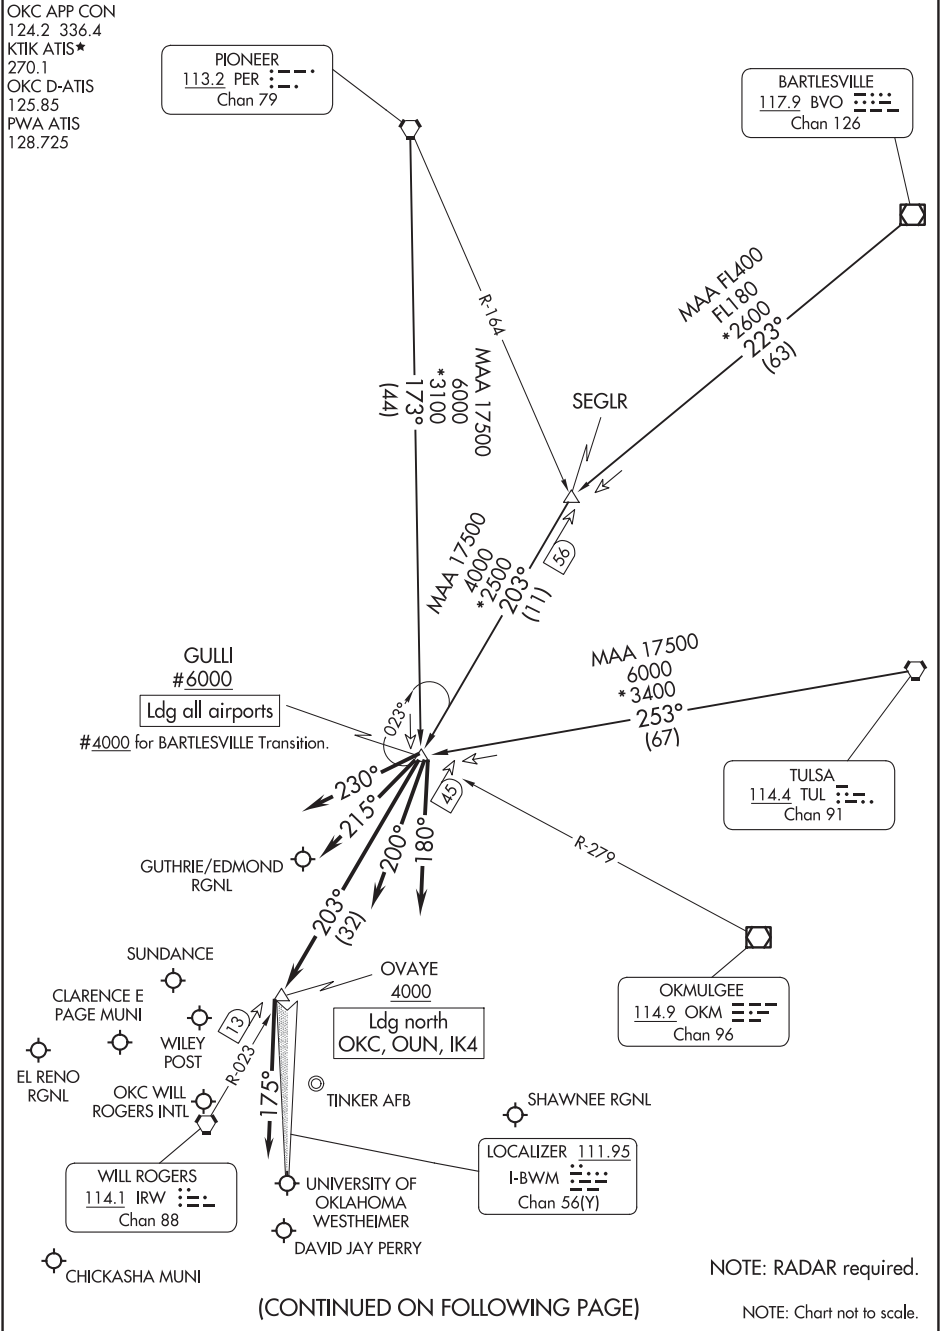 OKC APP CON
124.2 336.4
KTIK ATIS★
270.1
OKC D-ATIS
125.85
PWA ATIS
128.725
PIONEER
113.2 PER
Chan 79
BARTLESVILLE
117.9 BVO
Chan 126
R-164
MAA FL400
FL180
*2600
223°
(63)
MAA 17500
6000
*3100
173°
(44)
SEGLR
56
MAA 17500
4000
*2500
203°
(11)
GULLI
#6000
Ldg all airports
#4000 for BARTLESVILLE Transition.
023°
MAA 17500
6000
*3400
253°
(67)
TULSA
114.4 TUL
Chan 91
45
R-279
230°
215°
200°
180°
GUTHRIE/EDMOND
RGNL
203°
(32)
SUNDANCE
OVAYE
4000
Ldg north
OKC, OUN, IK4
OKMULGEE
114.9 OKM
Chan 96
CLARENCE E
PAGE MUNI
WILEY
POST
13
R-023
EL RENO
RGNL
OKC WILL
ROGERS INTL
175°
TINKER AFB
SHAWNEE RGNL
WILL ROGERS
114.1 IRW
Chan 88
LOCALIZER 111.95
I-BWM
Chan 56(Y)
UNIVERSITY OF
OKLAHOMA
WESTHEIMER
DAVID JAY PERRY
CHICKASHA MUNI
NOTE: RADAR required.
(CONTINUED ON FOLLOWING PAGE)
NOTE: Chart not to scale.